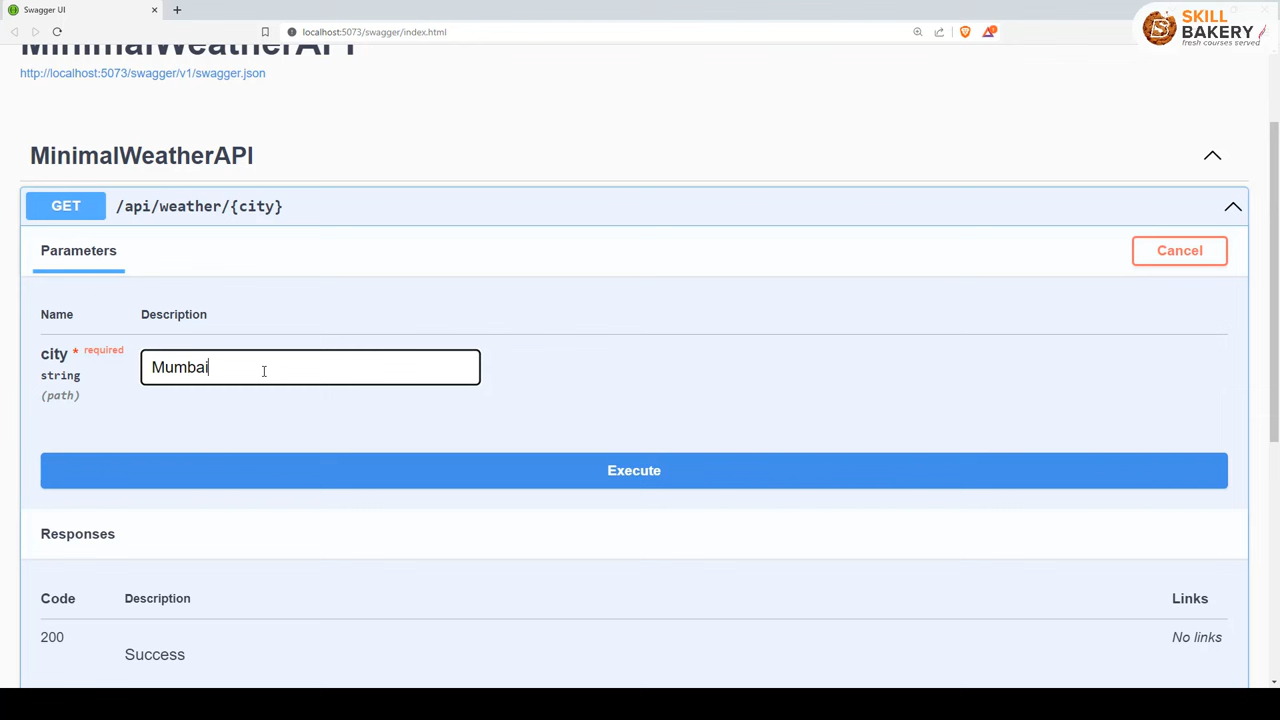 Swagger UI
localhost:5073/swagger/index.html
SKILL
BAKERY
fresh courses served
MinimalWeatherAPI
http://localhost:5073/swagger/v1/swagger.json
MinimalWeatherAPI
GET /api/weather/{city}
Parameters
Cancel
Name Description
city * required
string
(path)
Mumbai
Execute
Responses
Code Description Links
200 No links
Success